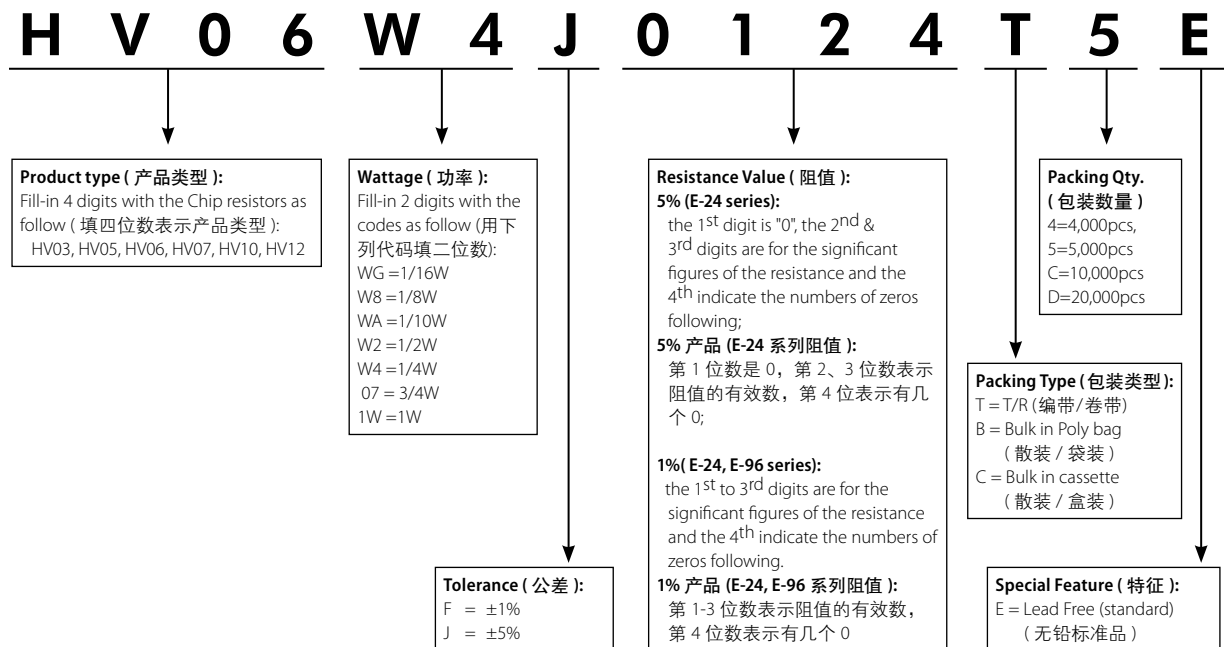 H V 0 6 W 4 J 0 1 2 4 T 5 E
Product type ( 产品类型 ):
Fill-in 4 digits with the Chip resistors as
follow ( 填四位数表示产品类型 ):
HV03, HV05, HV06, HV07, HV10, HV12
Wattage ( 功率 ):
Fill-in 2 digits with the
codes as follow (用下
列代码填二位数):
WG =1/16W
W8 =1/8W
WA =1/10W
W2 =1/2W
W4 =1/4W
07 = 3/4W
1W =1W
Tolerance ( 公差 ):
F = ±1%
J = ±5%
Resistance Value ( 阻值 ):
5% (E-24 series):
the 1st digit is "0", the 2nd &
3rd digits are for the significant
figures of the resistance and the
4th indicate the numbers of zeros
following;
5% 产品 (E-24 系列阻值 ):
第 1 位数是 0，第 2、3 位数表示
阻值的有效数，第 4 位表示有几
个 0;
1%( E-24, E-96 series):
the 1st to 3rd digits are for the
significant figures of the resistance
and the 4th indicate the numbers of
zeros following.
1% 产品 (E-24, E-96 系列阻值 ):
第 1-3 位数表示阻值的有效数，
第 4 位数表示有几个 0
Packing Type (包装类型):
T = T/R (编带/卷带)
B = Bulk in Poly bag
( 散装 / 袋装 )
C = Bulk in cassette
( 散装 / 盒装 )
Packing Qty.
( 包装数量 )
4=4,000pcs,
5=5,000pcs
C=10,000pcs
D=20,000pcs
Special Feature ( 特征 ):
E = Lead Free (standard)
( 无铅标准品 )